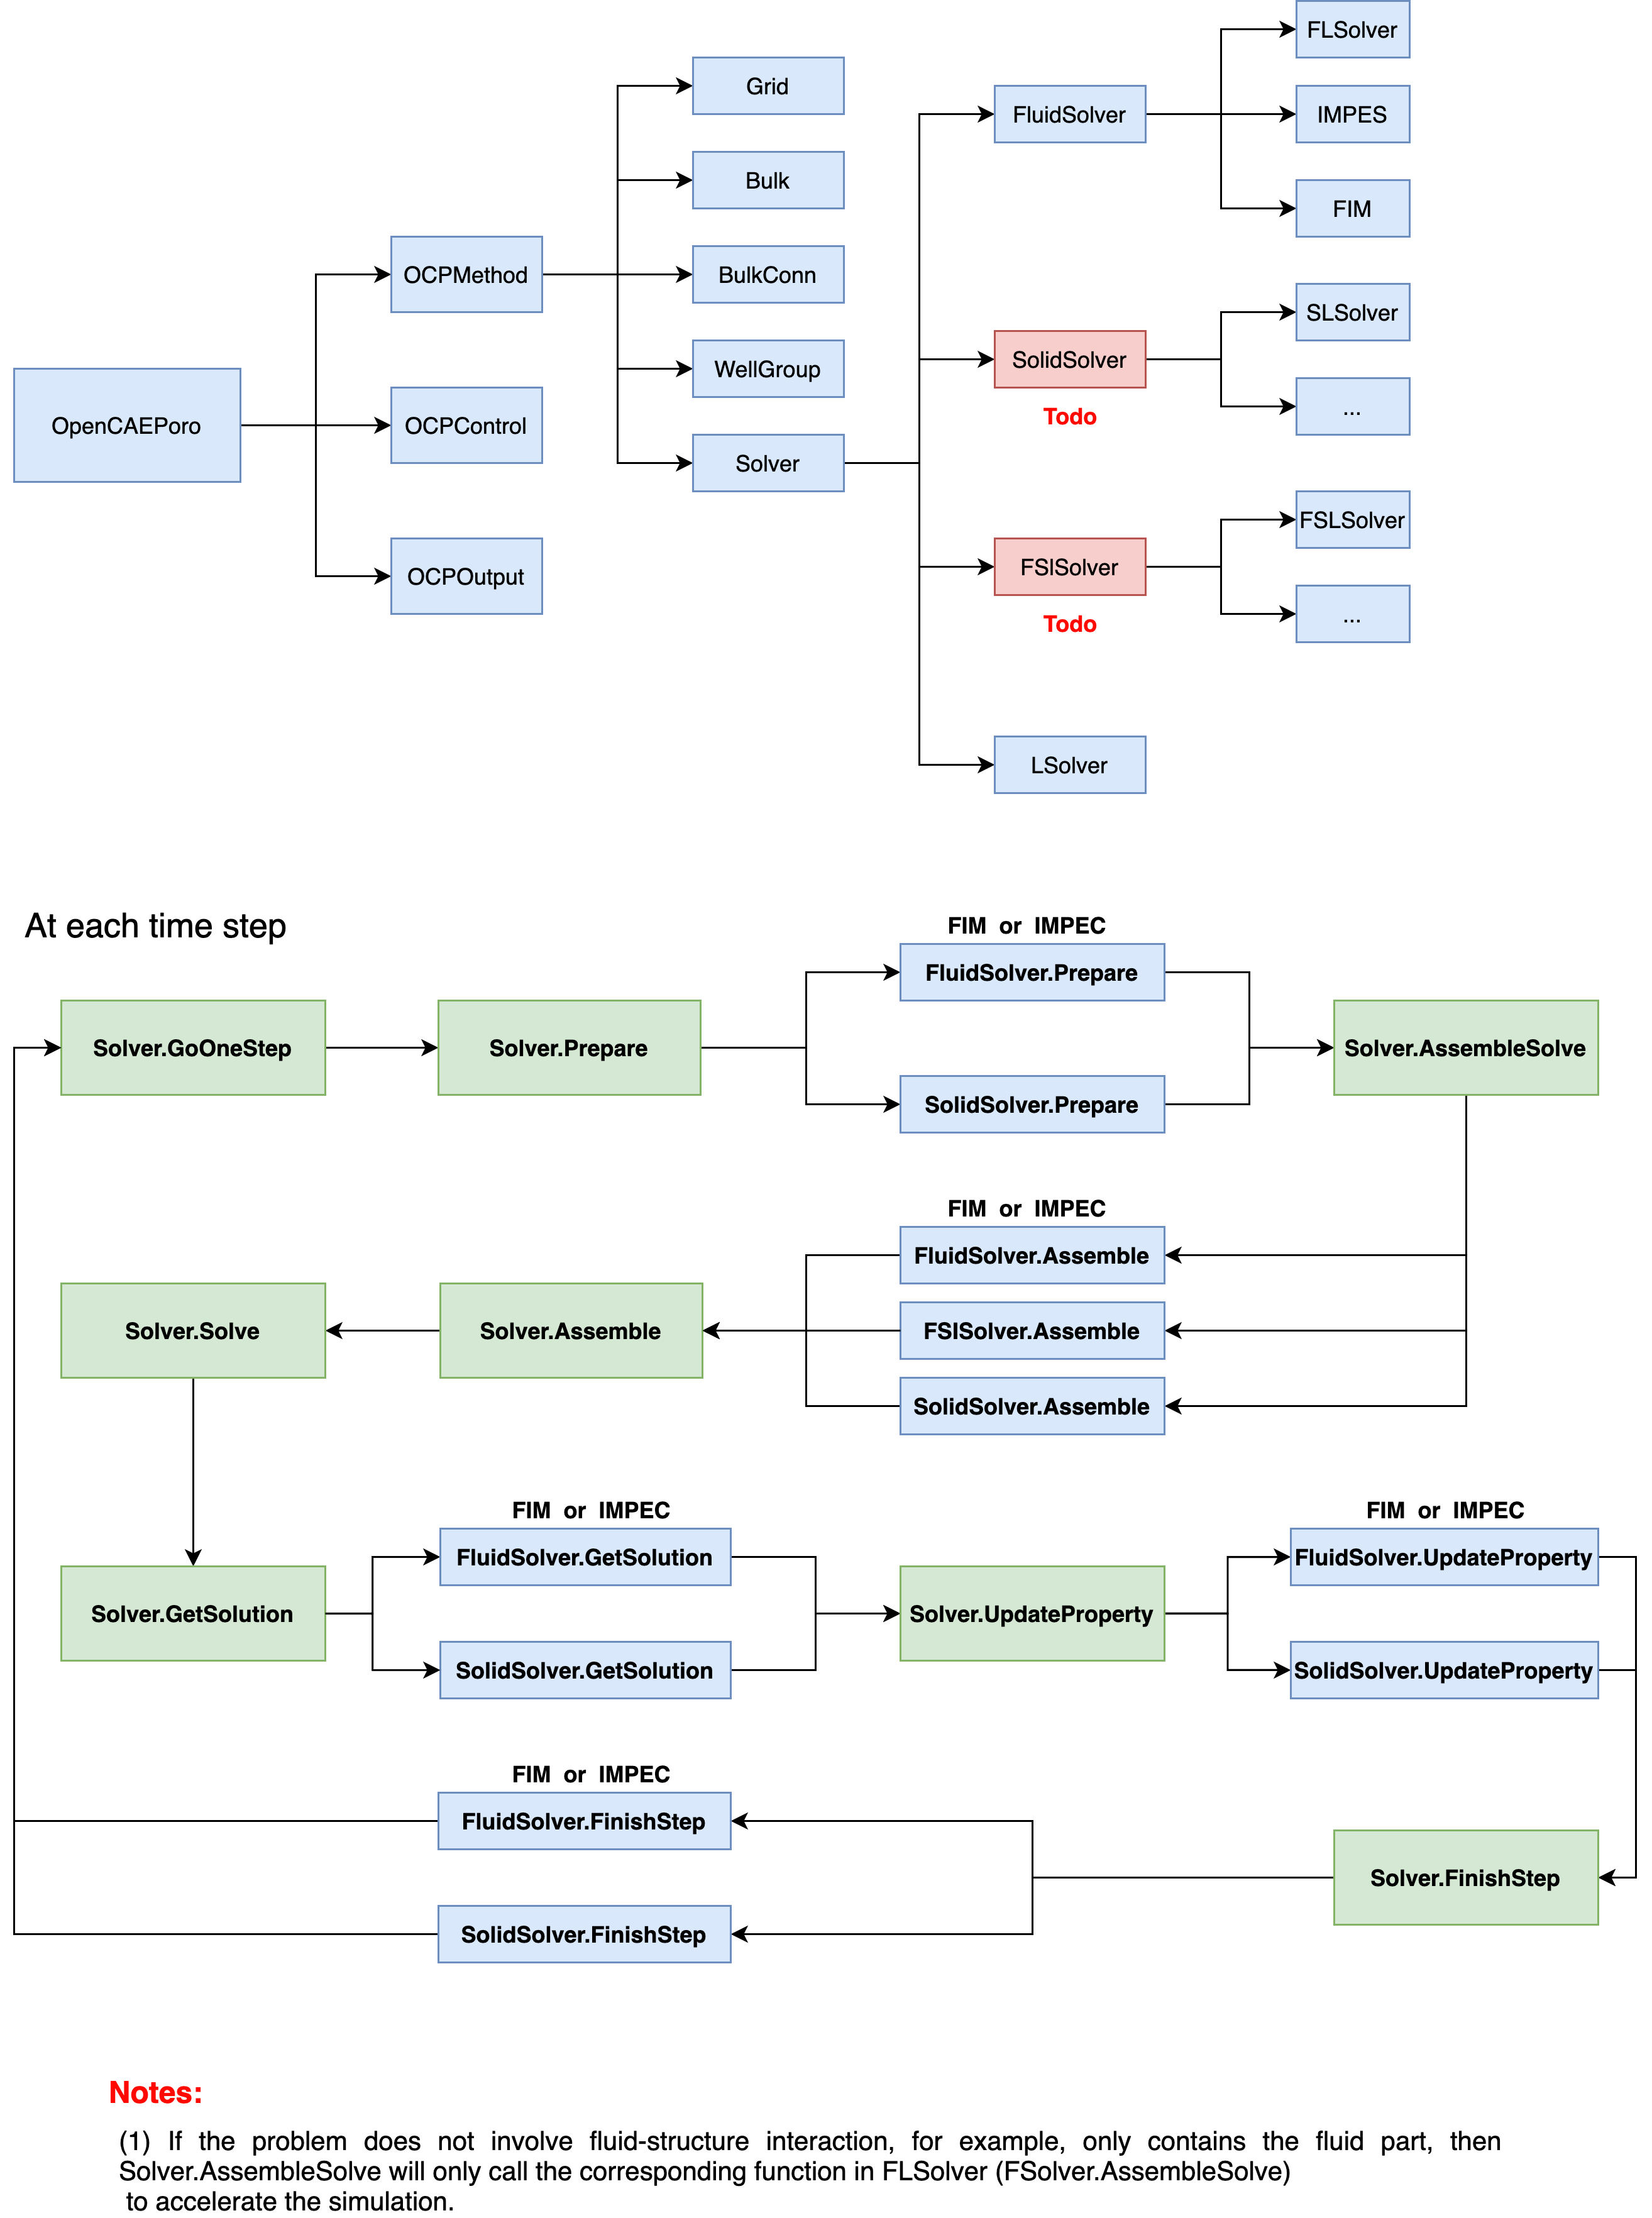 FLSolver
Grid
FluidSolver
IMPES
Bulk
FIM
OCPMethod
BulkConn
SLSolver
WellGroup
SolidSolver
Todo
...
OpenCAEPoro
OCPControl
Solver
FSLSolver
OCPOutput
FSISolver
Todo
...
LSolver
At each time step
FIM or IMPEC
FluidSolver.Prepare
Solver.GoOneStep
Solver.Prepare
Solver.AssembleSolve
SolidSolver.Prepare
FIM or IMPEC
FluidSolver.Assemble
Solver.Solve
Solver.Assemble
FSISolver.Assemble
SolidSolver.Assemble
FIM or IMPEC
FIM or IMPEC
FluidSolver.GetSolution
FluidSolver.UpdateProperty
Solver.GetSolution
Solver.UpdateProperty
SolidSolver.GetSolution
SolidSolver.UpdateProperty
FIM or IMPEC
FluidSolver.FinishStep
Solver.FinishStep
SolidSolver.FinishStep
Notes:
(1) If the problem does not involve fluid-structure interaction, for example, only contains the fluid part, then
Solver.AssembleSolve will only call the corresponding function in FLSolver (FSolver.AssembleSolve)
to accelerate the simulation.